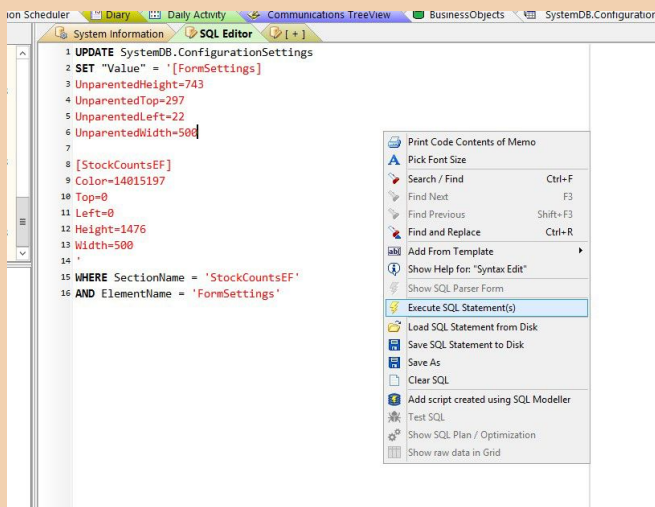 ion Scheduler Diary Daily Activity Communications TreeView BusinessObjects SystemDB.Configuration
System Information SQL Editor [ + ]
1 UPDATE SystemDB.ConfigurationSettings
2 SET "Value" = '[FormSettings]
3 UnparentedHeight=743
4 UnparentedTop=297
5 UnparentedLeft=22
6 UnparentedWidth=500
7
8 [StockCountsEF]
9 Color=14015197
10 Top=0
11 Left=0
12 Height=1476
13 Width=500
14 '
15 WHERE SectionName = 'StockCountsEF'
16 AND ElementName = 'FormSettings'
Print Code Contents of Memo
Pick Font Size
Search / Find Ctrl+F
Find Next F3
Find Previous Shift+F3
Find and Replace Ctrl+R
Add From Template
Show Help for: "Syntax Edit"
Show SQL Parser Form
Execute SQL Statement(s)
Load SQL Statement from Disk
Save SQL Statement to Disk
Save As
Clear SQL
Add script created using SQL Modeller
Test SQL
Show SQL Plan / Optimization
Show raw data in Grid